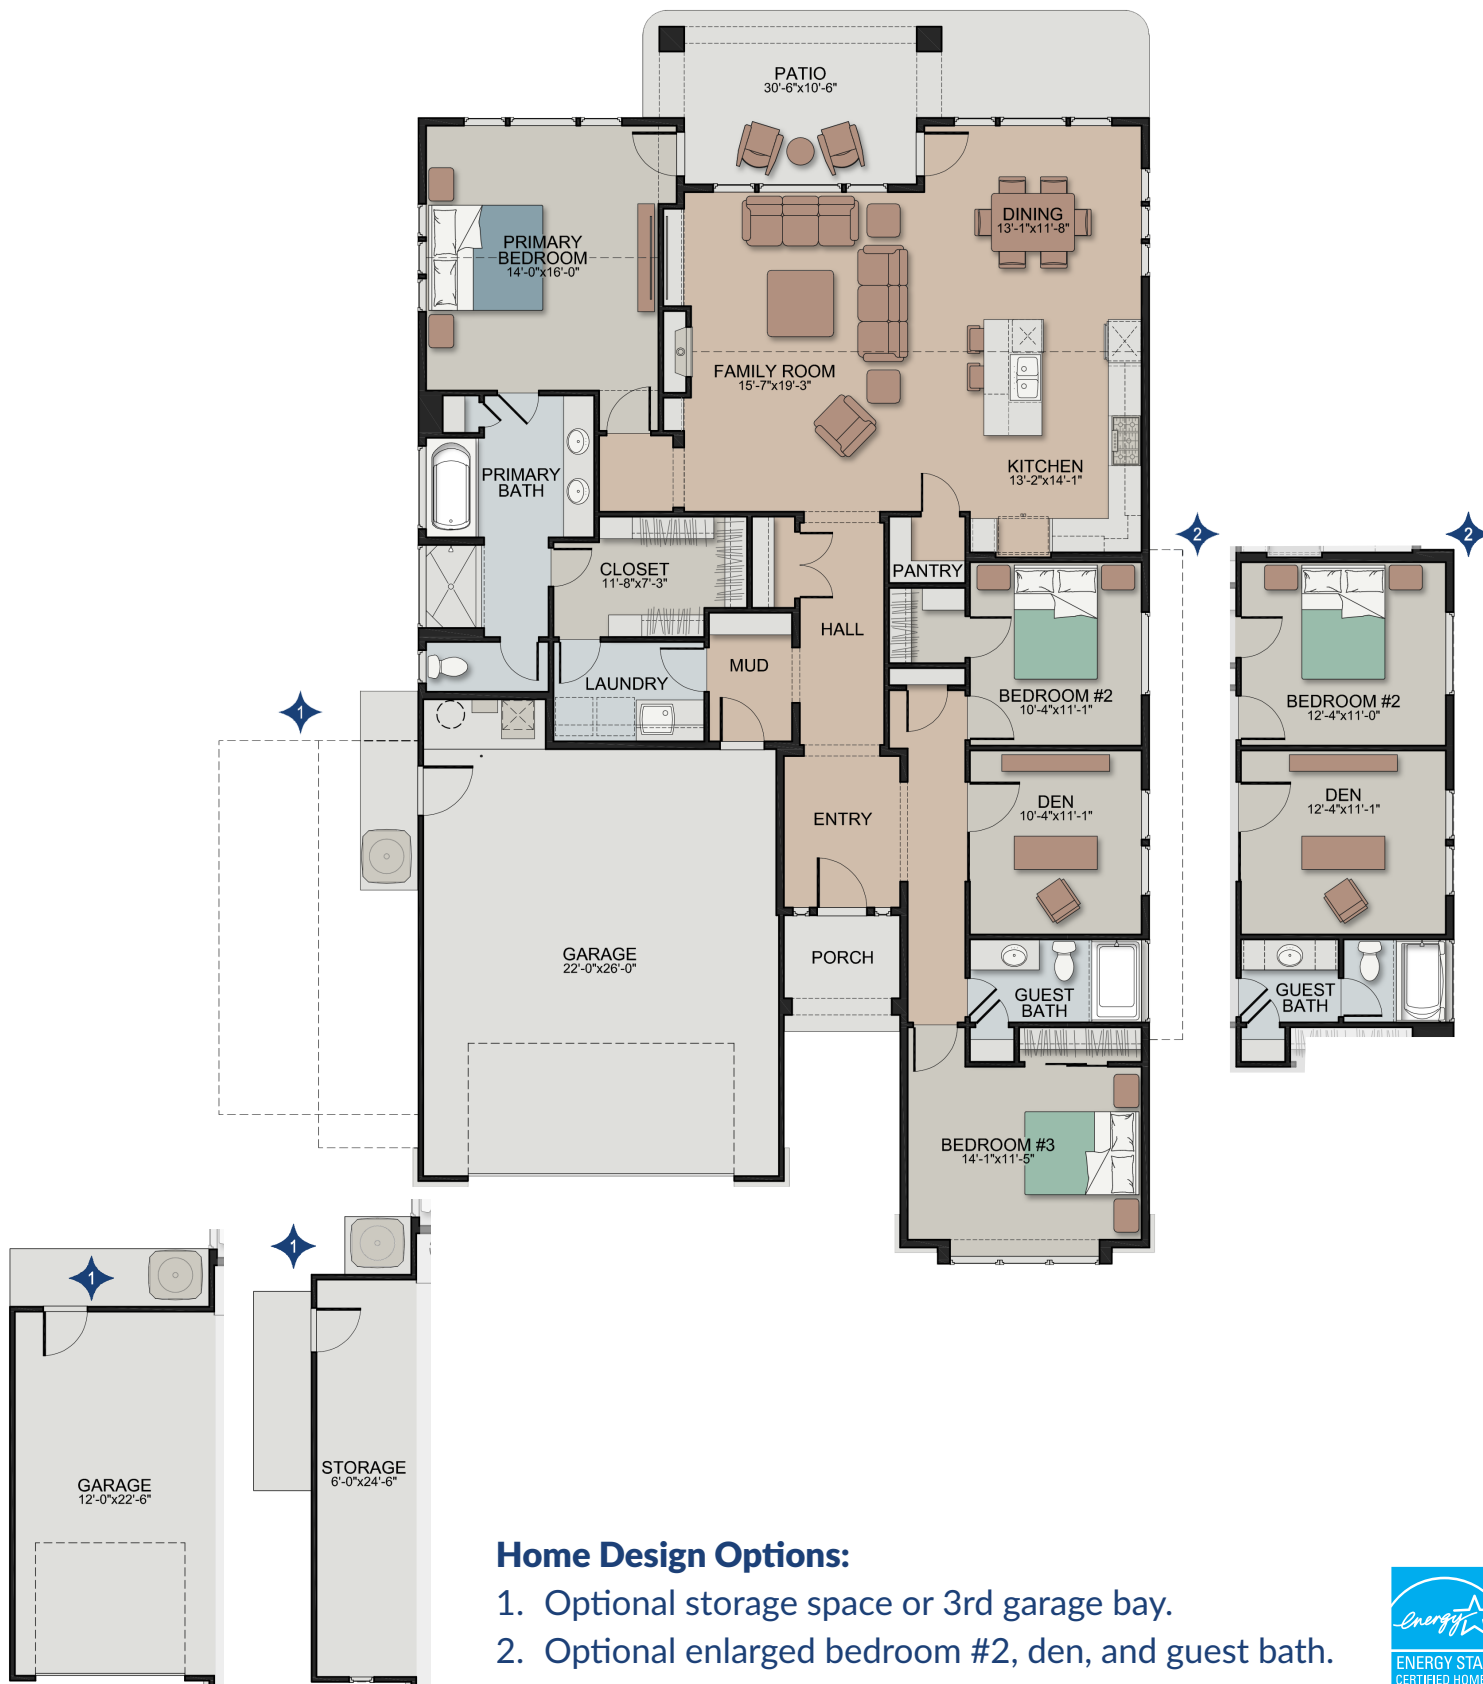 PATIO
30'-6"x10'-6"
DINING
13'-1"x11'-8"
PRIMARY
BEDROOM
14'-0"x16'-0"
FAMILY ROOM
15'-7"x19'-3"
KITCHEN
13'-2"x14'-1"
PRIMARY
BATH
CLOSET
11'-8"x7'-3"
PANTRY
HALL
MUD
LAUNDRY
BEDROOM #2
10'-4"x11'-1"
DEN
10'-4"x11'-1"
ENTRY
GARAGE
22'-0"x26'-0"
PORCH
GUEST
BATH
BEDROOM #3
14'-1"x11'-5"
2
2
BEDROOM #2
12'-4"x11'-0"
DEN
12'-4"x11'-1"
GUEST
BATH
1
1
1
GARAGE
12'-0"x22'-6"
STORAGE
6'-0"x24'-6"
Home Design Options:
1. Optional storage space or 3rd garage bay.
2. Optional enlarged bedroom #2, den, and guest bath.
energy
ENERGY STA
CERTIFIED HOME